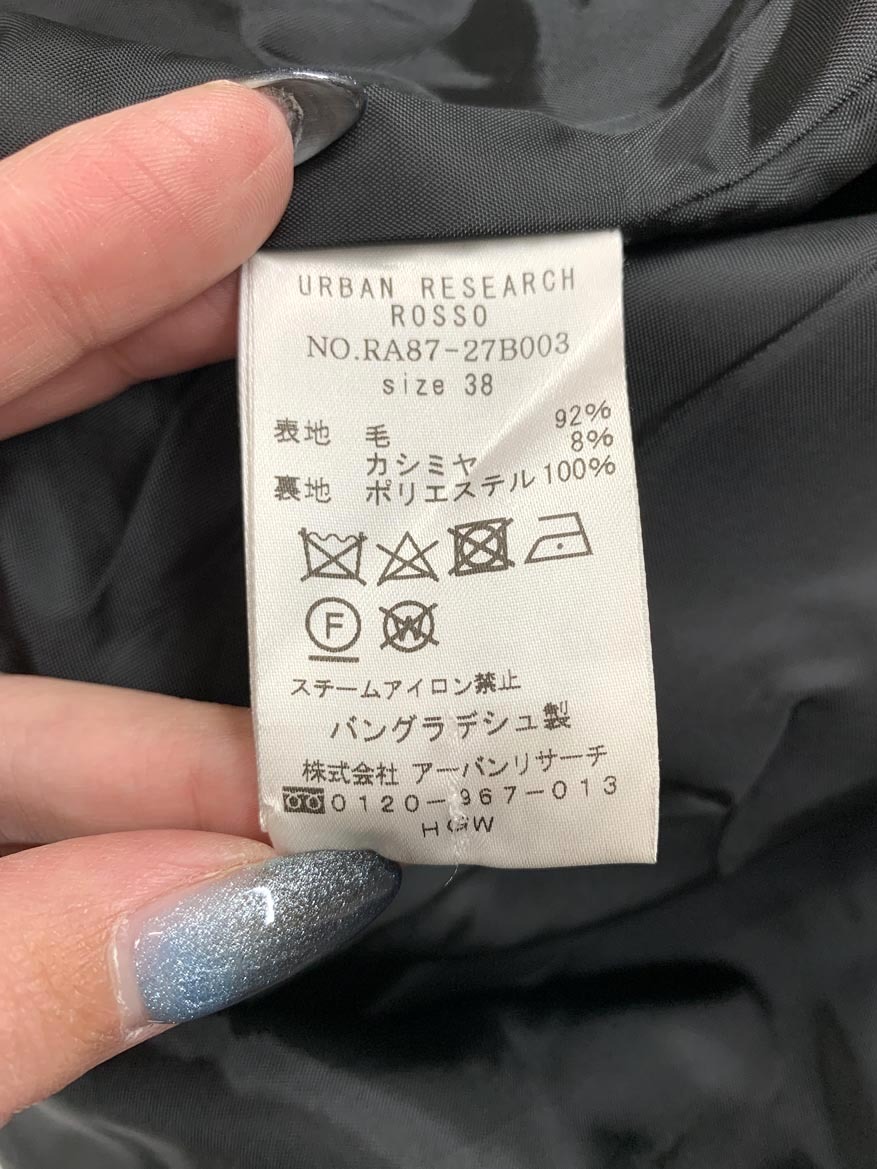 URBAN RESEARCH
ROSSO
NO.RA87-27B003
size 38
表地 毛 92%
カシミヤ 8%
裏地 ポリエステル 100%
F W
スチームアイロン禁止
バングラデシュ製
株式会社 アーバンリサーチ
0120-967-013
HGW